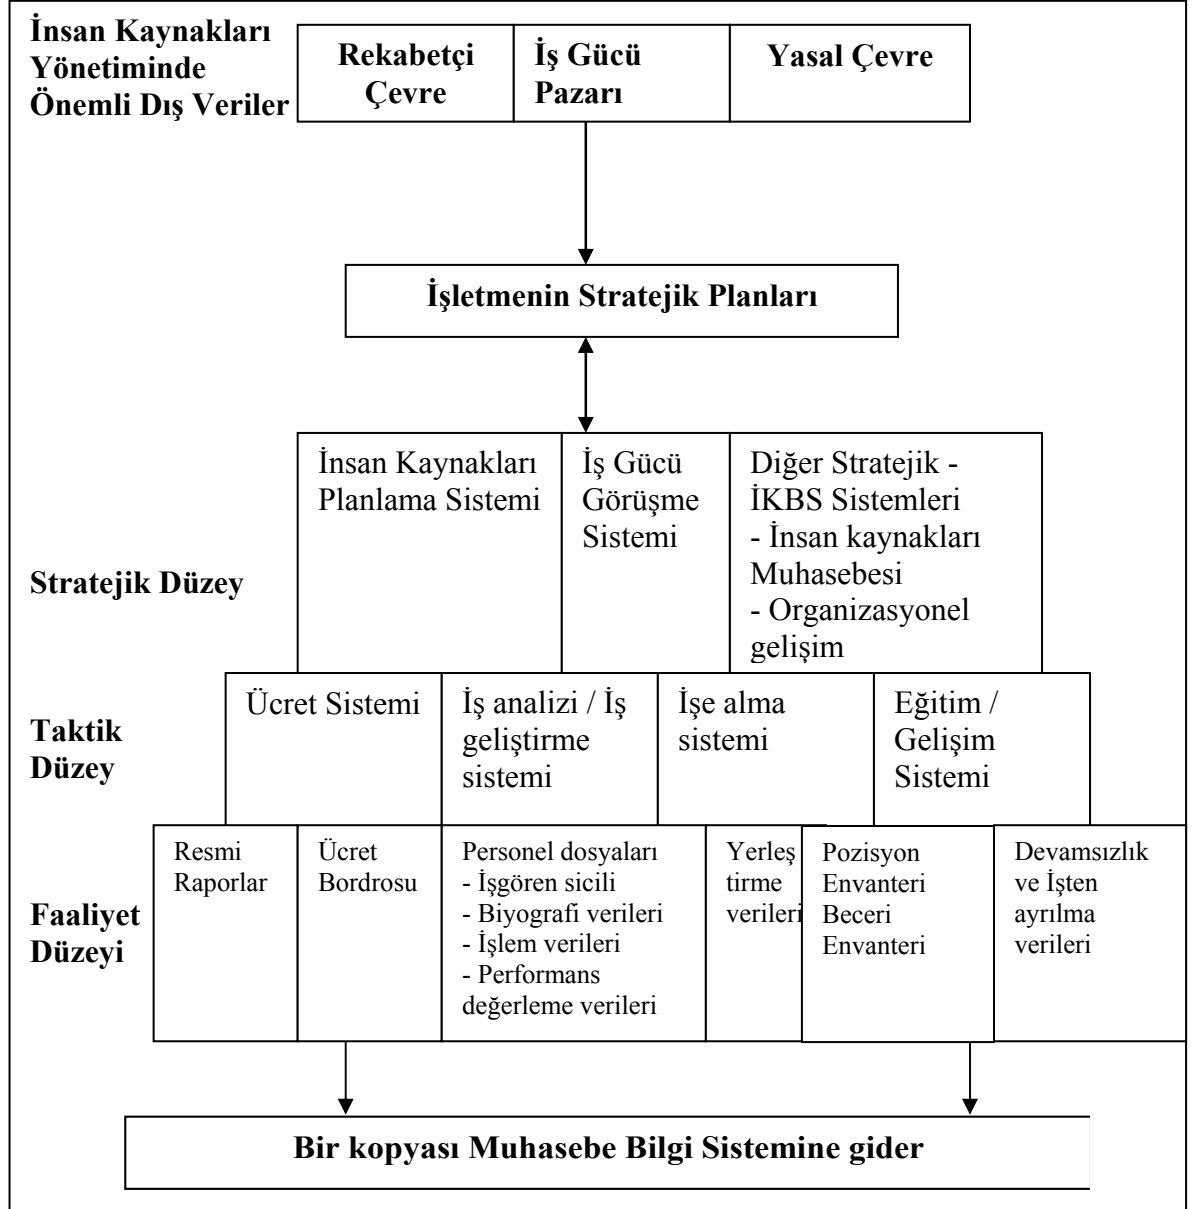 İnsan Kaynakları
Yönetiminde
Önemli Dış Veriler
Rekabetçi
Çevre
İş Gücü
Pazarı
Yasal Çevre
İşletmenin Stratejik Planları
Stratejik Düzey
İnsan Kaynakları
Planlama Sistemi
İş Gücü
Görüşme
Sistemi
Diğer Stratejik -
İKBS Sistemleri
- İnsan kaynakları
Muhasebesi
- Organizasyonel
gelişim
Taktik
Düzey
Ücret Sistemi
İş analizi / İş
geliştirme
sistemi
İşe alma
sistemi
Eğitim /
Gelişim
Sistemi
Faaliyet
Düzeyi
Resmi
Raporlar
Ücret
Bordrosu
Personel dosyaları
- İşgören sicili
- Biyografi verileri
- İşlem verileri
- Performans
değerleme verileri
Yerleş
tirme
verileri
Pozisyon
Envanteri
Beceri
Envanteri
Devamsızlık
ve İşten
ayrılma
verileri
Bir kopyası Muhasebe Bilgi Sistemine gider